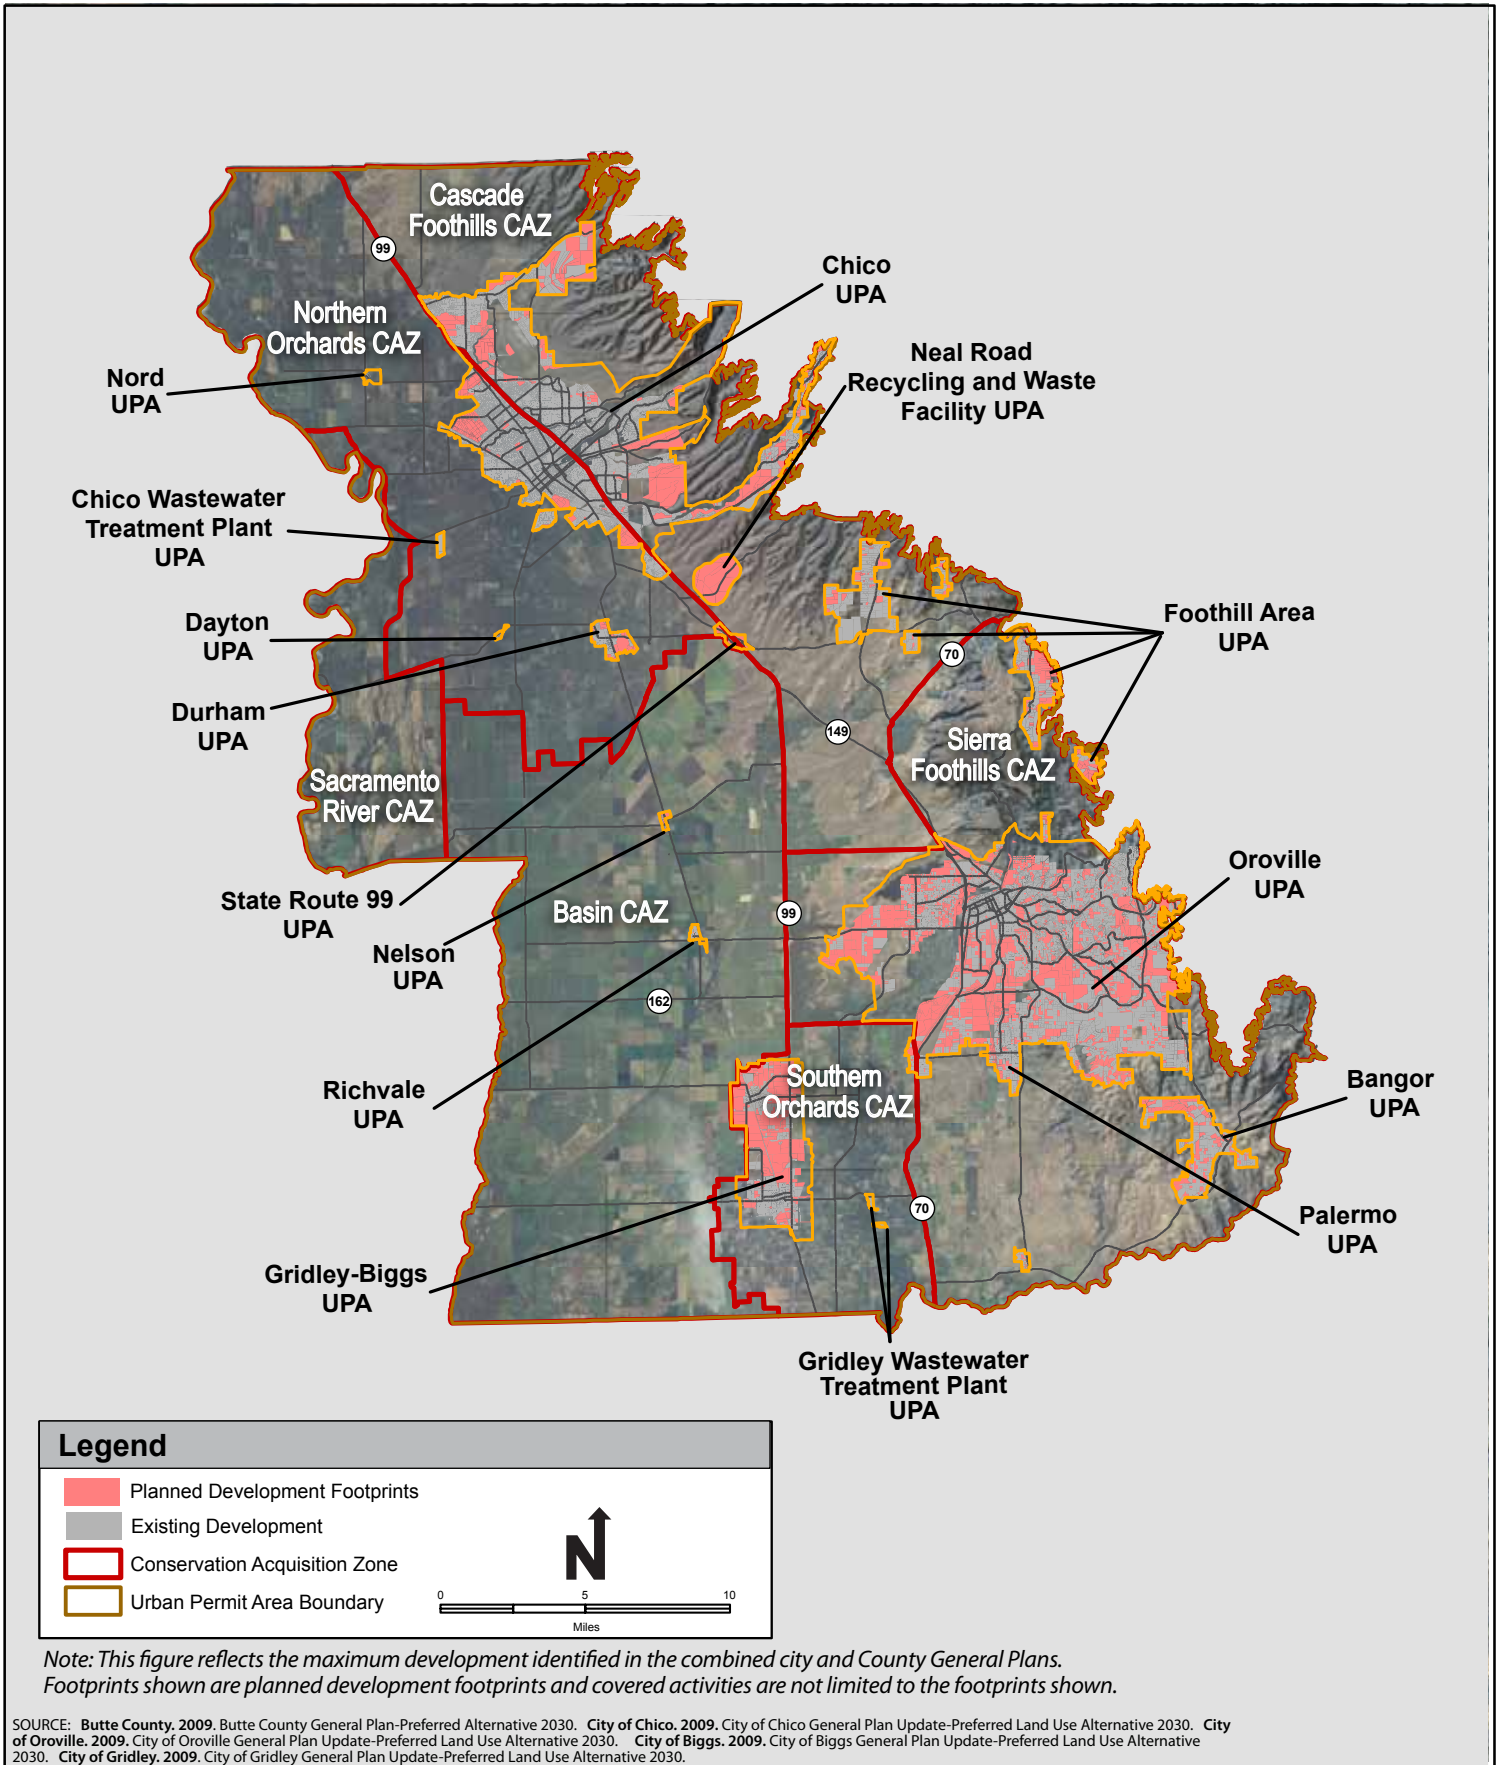 Cascade
Foothills CAZ
99
Chico
UPA
Northern
Orchards CAZ
Neal Road
Recycling and Waste
Facility UPA
Nord
UPA
Chico Wastewater
Treatment Plant
UPA
Foothill Area
UPA
Dayton
UPA
70
Durham
UPA
149
Sierra
Foothills CAZ
Sacramento
River CAZ
Oroville
UPA
State Route 99
UPA
Basin CAZ
99
Nelson
UPA
162
Richvale
UPA
Southern
Orchards CAZ
Bangor
UPA
70
Palermo
UPA
Gridley-Biggs
UPA
Gridley Wastewater
Treatment Plant
UPA
Legend
Planned Development Footprints
Existing Development
Conservation Acquisition Zone
Urban Permit Area Boundary
N
0 5 10
Miles
Note: This figure reflects the maximum development identified in the combined city and County General Plans.
Footprints shown are planned development footprints and covered activities are not limited to the footprints shown.
SOURCE: Butte County. 2009. Butte County General Plan-Preferred Alternative 2030. City of Chico. 2009. City of Chico General Plan Update-Preferred Land Use Alternative 2030. City
of Oroville. 2009. City of Oroville General Plan Update-Preferred Land Use Alternative 2030. City of Biggs. 2009. City of Biggs General Plan Update-Preferred Land Use Alternative
2030. City of Gridley. 2009. City of Gridley General Plan Update-Preferred Land Use Alternative 2030.